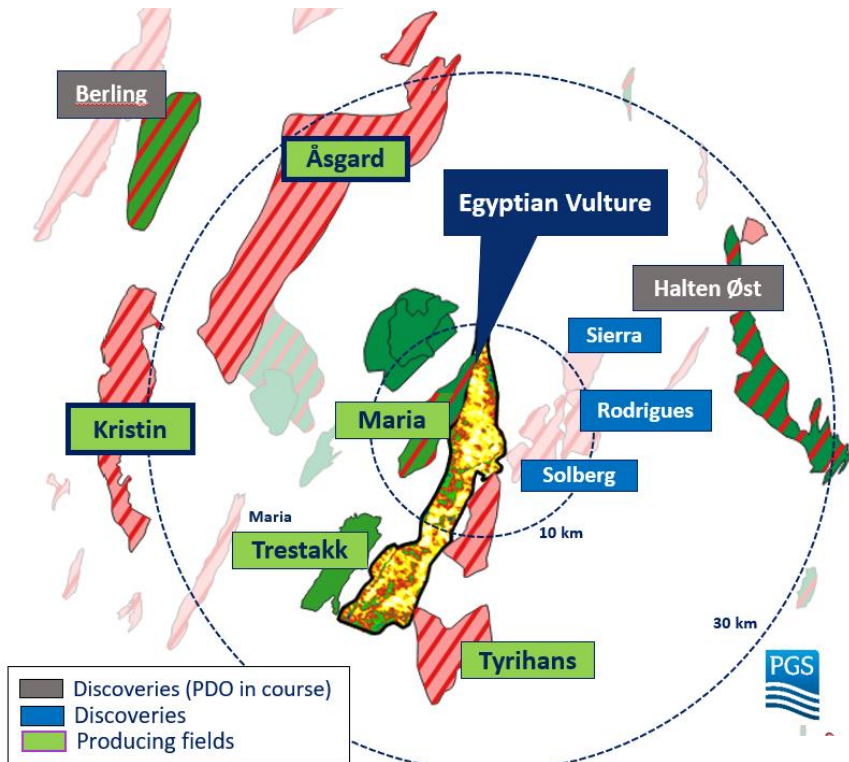 Berling
Åsgard
Egyptian Vulture
Halten Øst
Sierra
Maria
Rodrigues
Kristin
Solberg
Maria
10 km
Trestakk
30 km
Tyrihans
PGS
Discoveries (PDO in course)
Discoveries
Producing fields